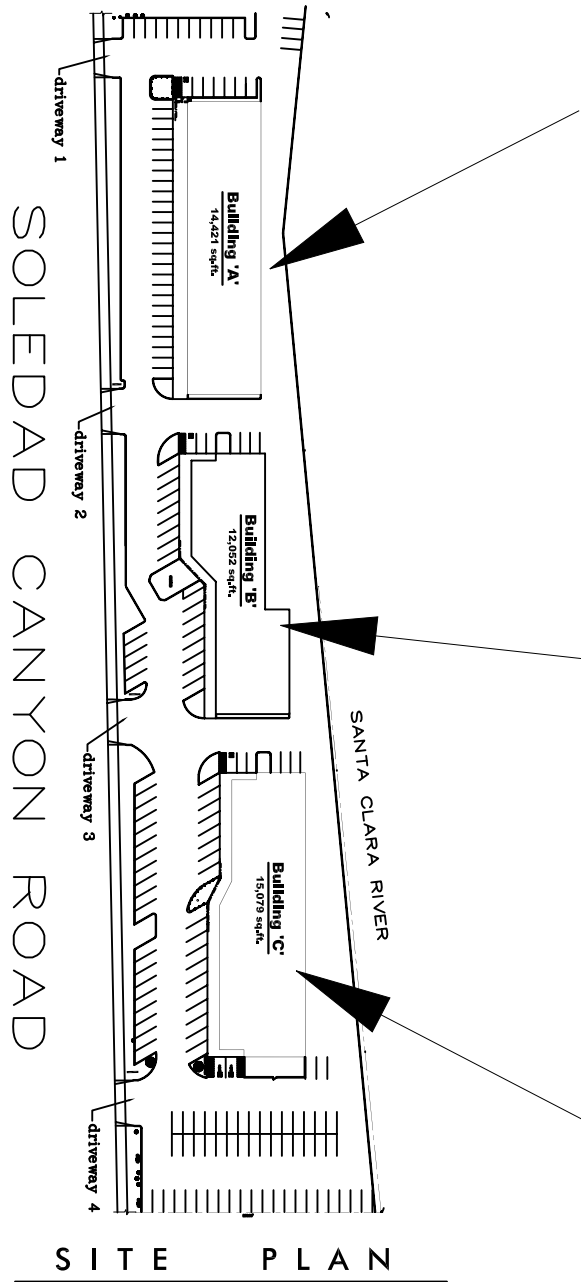 driveway 1
Building 'A'
14,421 sq.ft.
driveway 2
Building 'B'
12,052 sq.ft.
SOLEDAD CANYON ROAD
driveway 3
SANTA CLARA RIVER
Building 'C'
15,079 sq.ft.
driveway 4
SITE PLAN